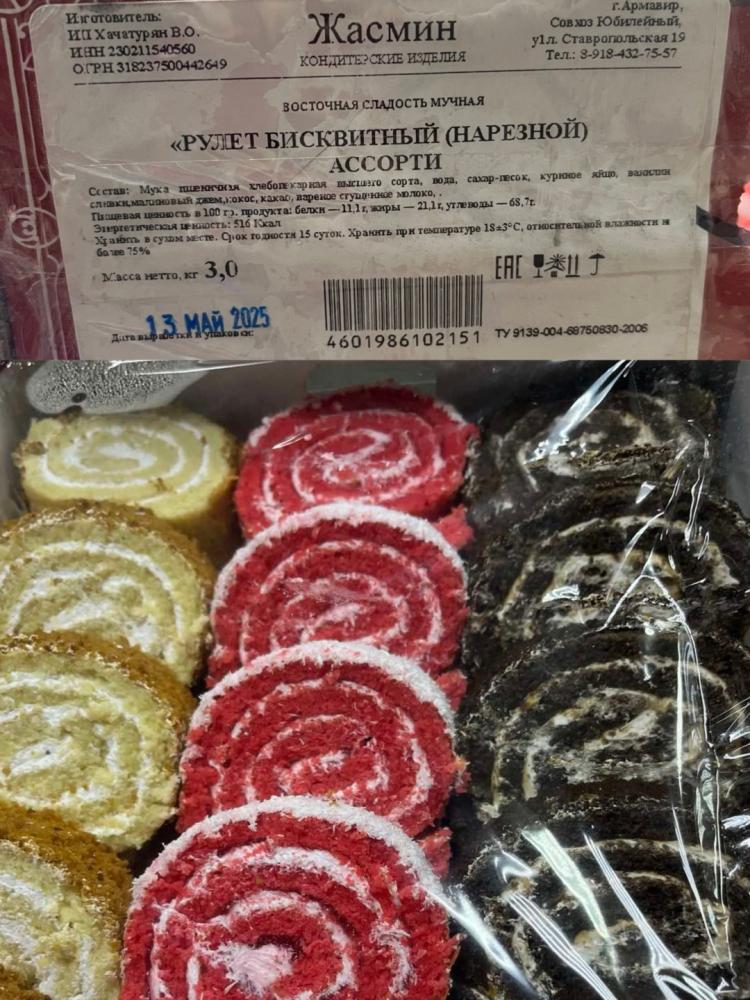 Изготовитель:
ИП Хачатурян В.О.
ИНН 230211540560
ОГРН 318237500442649
Жасмин
КОНДИТЕРСКИЕ ИЗДЕЛИЯ
г.Армавир,
Совхоз Юбилейный,
ул. Ставропольская 19
Тел.: 8-918-432-75-57
ВОСТОЧНАЯ СЛАДОСТЬ МУЧНАЯ
«РУЛЕТ БИСКВИТНЫЙ (НАРЕЗНОЙ)
АССОРТИ
Состав: Мука пшеничная хлебопекарная высшего сорта, вода, сахар-песок, куриное яйцо, ванилин
сливки,малиновый джем,кокос, какао, вареное сгущенное молоко, .
Пищевая ценность в 100 гр. продукта: белки — 11,1г, жиры — 21,1г, углеводы — 68,7г.
Энергетическая ценность: 516 Ккал
Хранить в сухом месте. Срок годности 15 суток. Хранить при температуре 18±3°С, относительной влажности н
более 75%
Масса нетто, кг 3,0
EAC
13 МАЙ 2025
Дата выработки и упаковки:
4601986102151
ТУ 9139-004-69750830-2006